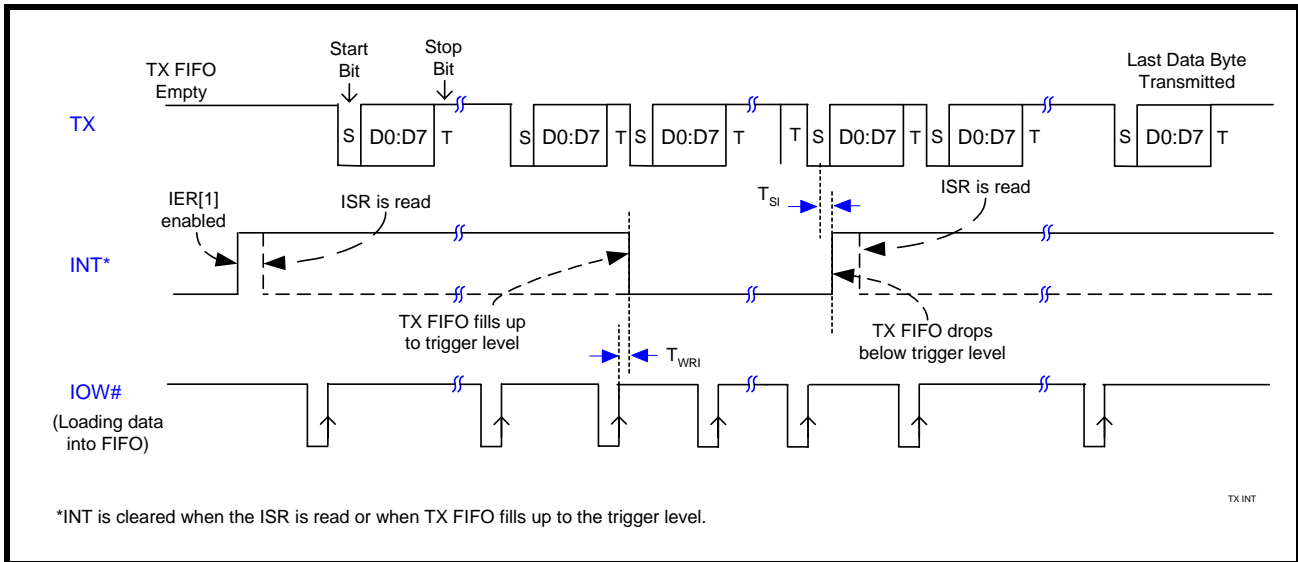 TX FIFO
Empty
Start
Bit
Stop
Bit
Last Data Byte
Transmitted
TX
S D0:D7 T S D0:D7 T S D0:D7 T T S D0:D7 T S D0:D7 T S D0:D7 T
IER[1]
enabled
ISR is read
TSI
ISR is read
INT*
TX FIFO fills up
to trigger level
TX FIFO drops
below trigger level
TWRI
IOW#
(Loading data
into FIFO)
TX INT
*INT is cleared when the ISR is read or when TX FIFO fills up to the trigger level.